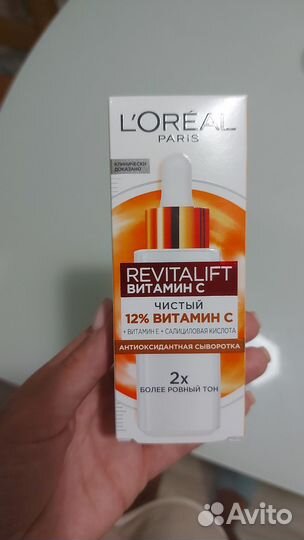 L'ORÉAL
PARIS
КЛИНИЧЕСКИ
ДОКАЗАНО
REVITALIFT
ВИТАМИН С
ЧИСТЫЙ
12% ВИТАМИН С
+ ВИТАМИН Е + САЛИЦИЛОВАЯ КИСЛОТА
АНТИОКСИДАНТНАЯ СЫВОРОТКА
2x
БОЛЕЕ РОВНЫЙ ТОН
Avito